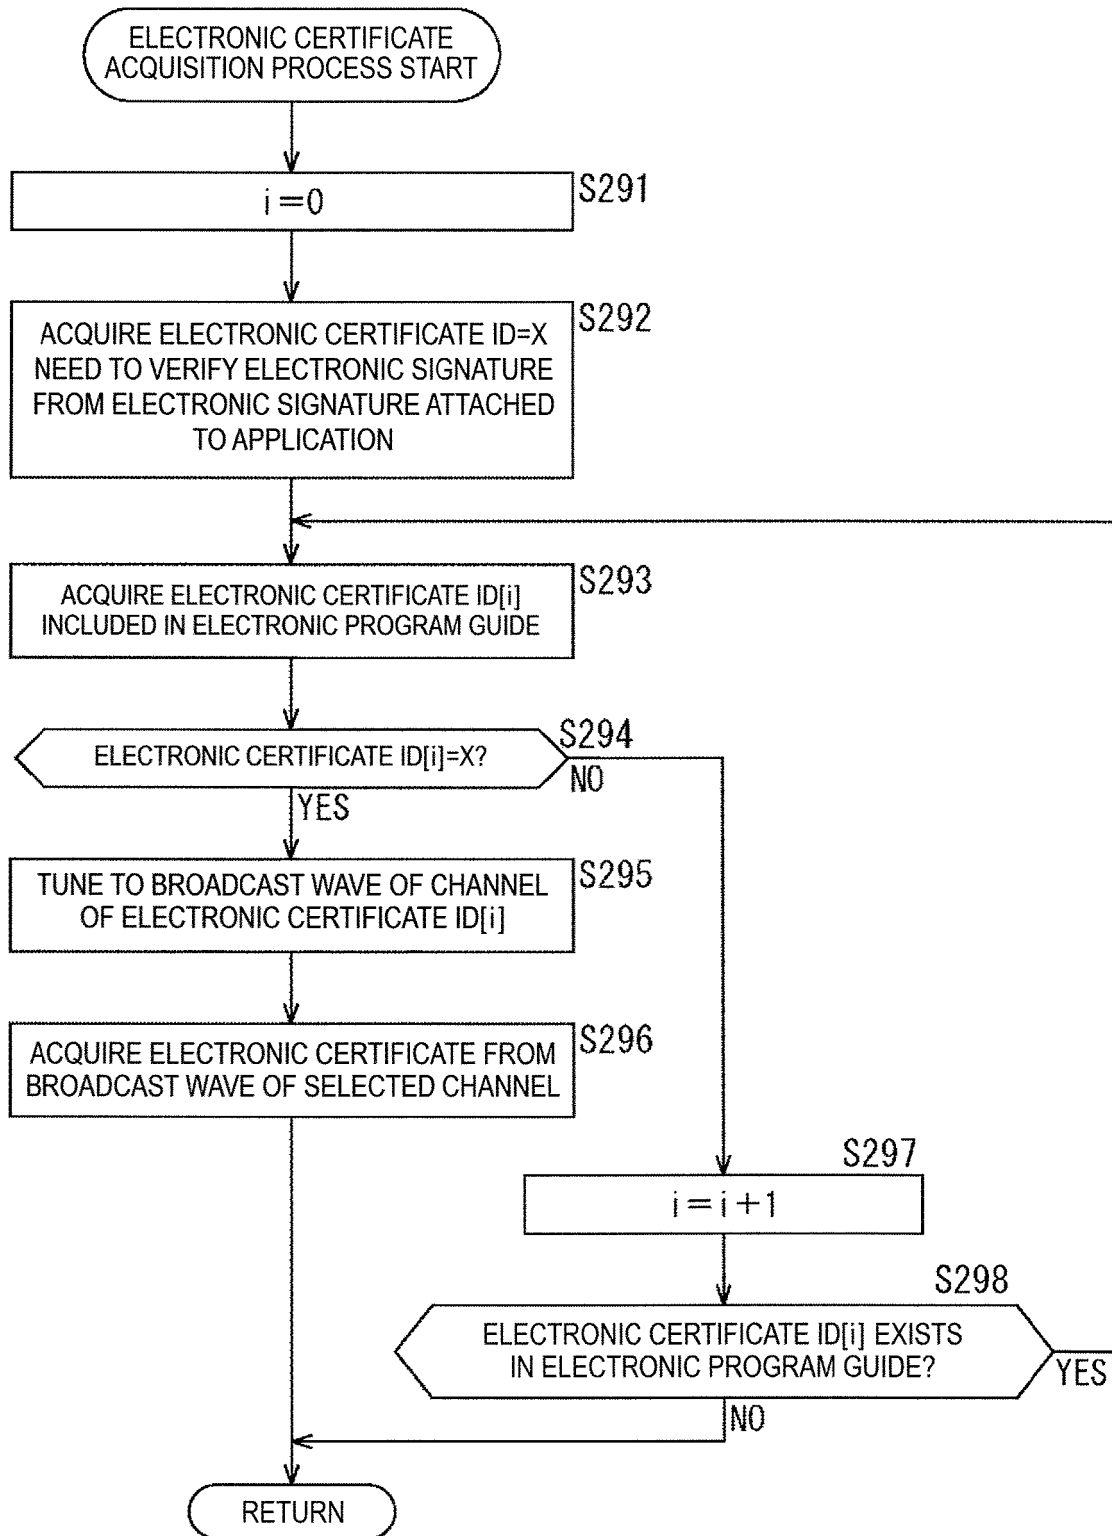 ELECTRONIC CERTIFICATE
ACQUISITION PROCESS START
i=0
S291
ACQUIRE ELECTRONIC CERTIFICATE ID=X
NEED TO VERIFY ELECTRONIC SIGNATURE
FROM ELECTRONIC SIGNATURE ATTACHED
TO APPLICATION
S292
ACQUIRE ELECTRONIC CERTIFICATE ID[i]
INCLUDED IN ELECTRONIC PROGRAM GUIDE
S293
ELECTRONIC CERTIFICATE ID[i]=X?
S294
NO
YES
TUNE TO BROADCAST WAVE OF CHANNEL
OF ELECTRONIC CERTIFICATE ID[i]
S295
ACQUIRE ELECTRONIC CERTIFICATE FROM
BROADCAST WAVE OF SELECTED CHANNEL
S296
S297
i=i+1
S298
ELECTRONIC CERTIFICATE ID[i] EXISTS
IN ELECTRONIC PROGRAM GUIDE?
YES
NO
RETURN